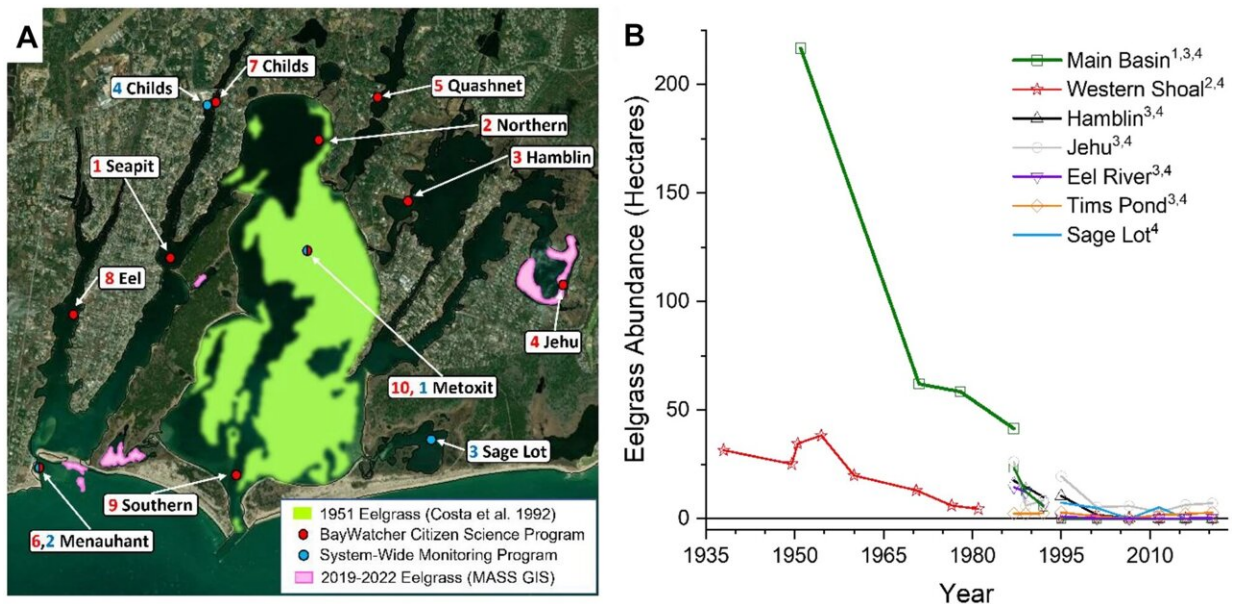 A
4 Childs
7 Childs
5 Quashnet
2 Northern
1 Seapit
3 Hamblin
8 Eel
4 Jehu
10, 1 Metoxit
3 Sage Lot
9 Southern
6,2 Menauhant
1951 Eelgrass (Costa et al. 1992)
BayWatcher Citizen Science Program
System-Wide Monitoring Program
2019-2022 Eelgrass (MASS GIS)
B
Eelgrass Abundance (Hectares)
200
150
100
50
0
1935
1950
1965
1980
1995
2010
Year
Main Basin1,3,4
Western Shoal2,4
Hamblin3,4
Jehu3,4
Eel River3,4
Tims Pond3,4
Sage Lot4